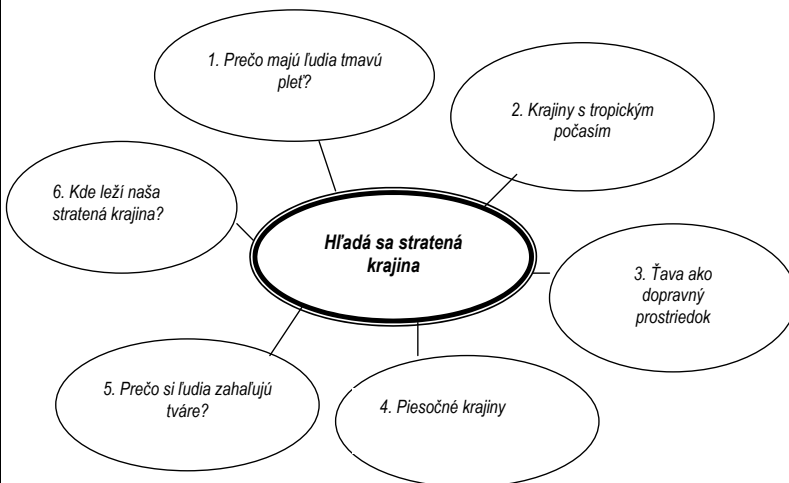 1. Prečo majú ľudia tmavú
pleť?
2. Krajiny s tropickým
počasím
6. Kde leží naša
stratená krajina?
Hľadá sa stratená
krajina
3. Ťava ako
dopravný
prostriedok
5. Prečo si ľudia zahaľujú
tváre?
4. Piesočné krajiny